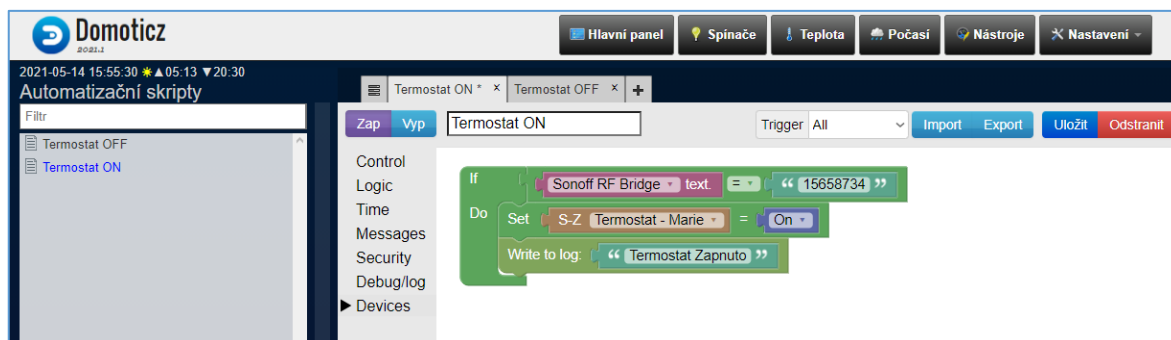 Domoticz
2021.1
Hlavní panel Spínače Teplota Počasí Nástroje Nastavení
2021-05-14 15:55:30 ☀▲05:13 ▼20:30
Automatizační skripty
Filtr
Termostat OFF
Termostat ON
Termostat ON * × Termostat OFF × +
Zap Vyp Termostat ON Trigger All Import Export Uložit Odstranit
Control
Logic
Time
Messages
Security
Debug/log
▶ Devices
If Sonoff RF Bridge ▾ text. = ▾ “ 15658734 ”
Do Set S-Z Termostat - Marie ▾ = On ▾
Write to log: “ Termostat Zapnuto ”